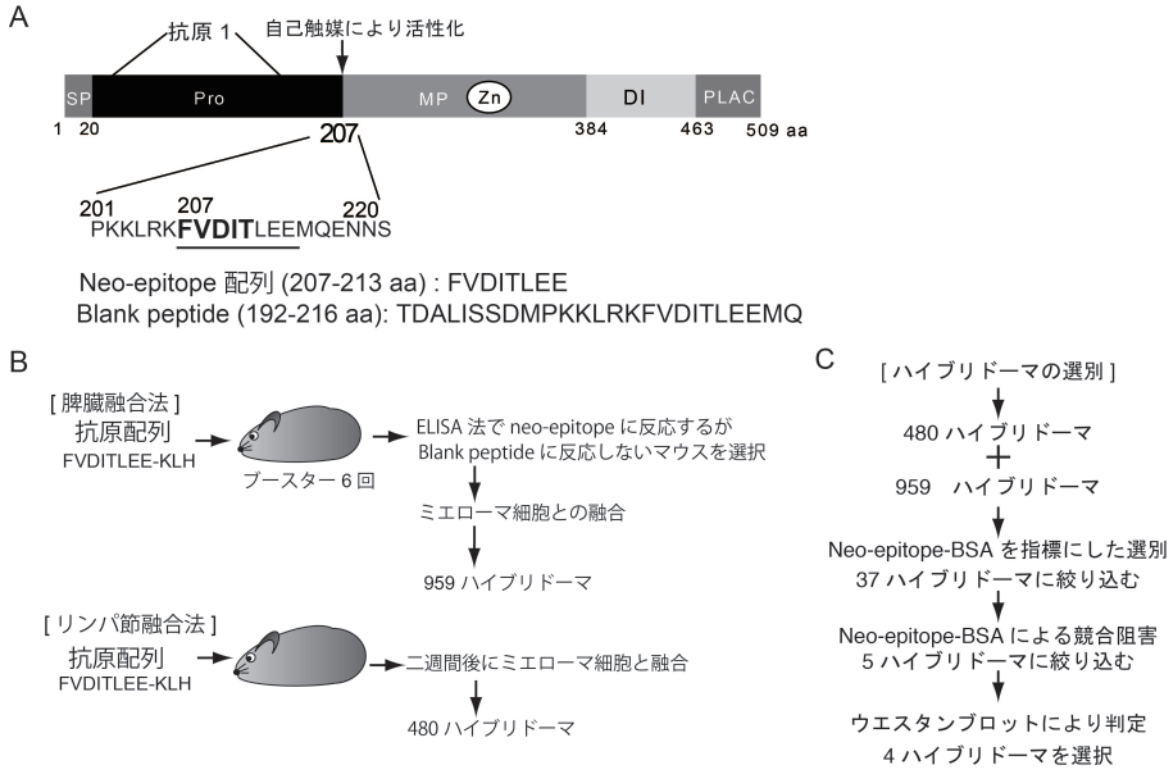 A
抗原 1
自己触媒により活性化
SP
Pro
MP
Zn
DI
PLAC
1
20
207
384
463
509 aa
201
207
220
PKKLRKFVDITLEEMQENNS
Neo-epitope 配列 (207-213 aa) : FVDITLEE
Blank peptide (192-216 aa): TDALISSDMPKKLRKFVDITLEEMQ
B
[ 脾臓融合法 ]
抗原配列
FVDITLEE-KLH
ブースター 6 回
ELISA 法で neo-epitope に反応するが
Blank peptide に反応しないマウスを選択
ミエローマ細胞との融合
959 ハイブリドーマ
[ リンパ節融合法 ]
抗原配列
FVDITLEE-KLH
二週間後にミエローマ細胞と融合
480 ハイブリドーマ
C
[ ハイブリドーマの選別 ]
480 ハイブリドーマ
+
959 ハイブリドーマ
Neo-epitope-BSA を指標にした選別
37 ハイブリドーマに絞り込む
Neo-epitope-BSA による競合阻害
5 ハイブリドーマに絞り込む
ウエスタンブロットにより判定
4 ハイブリドーマを選択